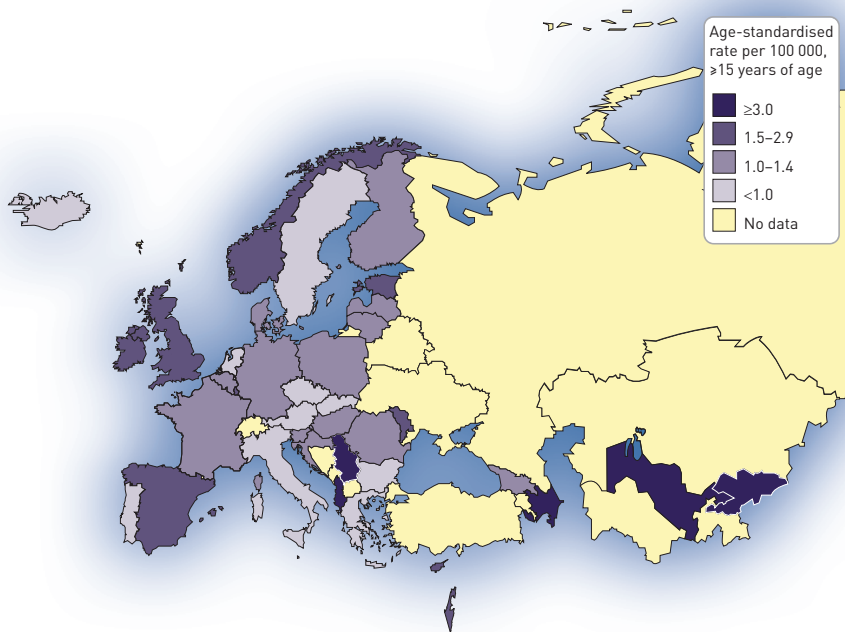 Age-standardised
rate per 100 000,
≥15 years of age
≥3.0
1.5–2.9
1.0–1.4
<1.0
No data